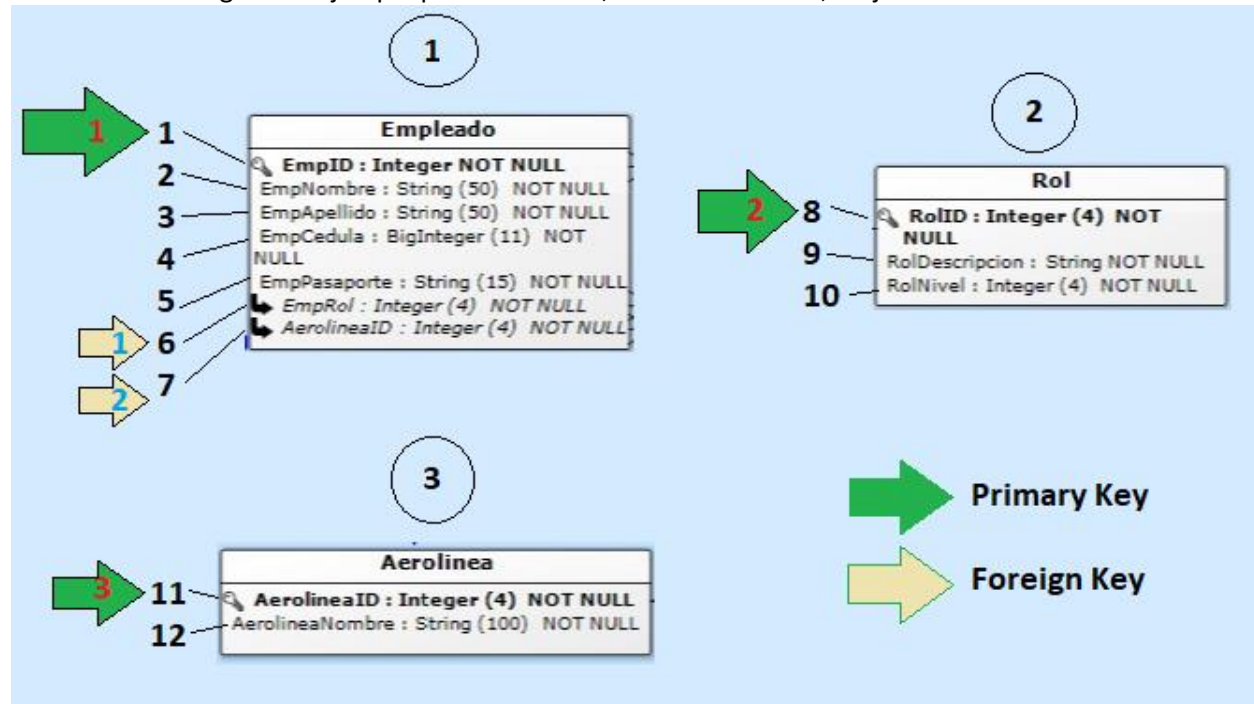 1
Empleado
1 1 EmpID : Integer NOT NULL
2 EmpNombre : String (50) NOT NULL
3 EmpApellido : String (50) NOT NULL
4 EmpCedula : BigInteger (11) NOT
NULL
5 EmpPasaporte : String (15) NOT NULL
1 6 EmpRol : Integer (4) NOT NULL
2 7 AerolineaID : Integer (4) NOT NULL
2
Rol
2 8 RolID : Integer (4) NOT
NULL
9 RolDescripcion : String NOT NULL
10 RolNivel : Integer (4) NOT NULL
3
Aerolinea
3 11 AerolineaID : Integer (4) NOT NULL
12 AerolineaNombre : String (100) NOT NULL
Primary Key
Foreign Key